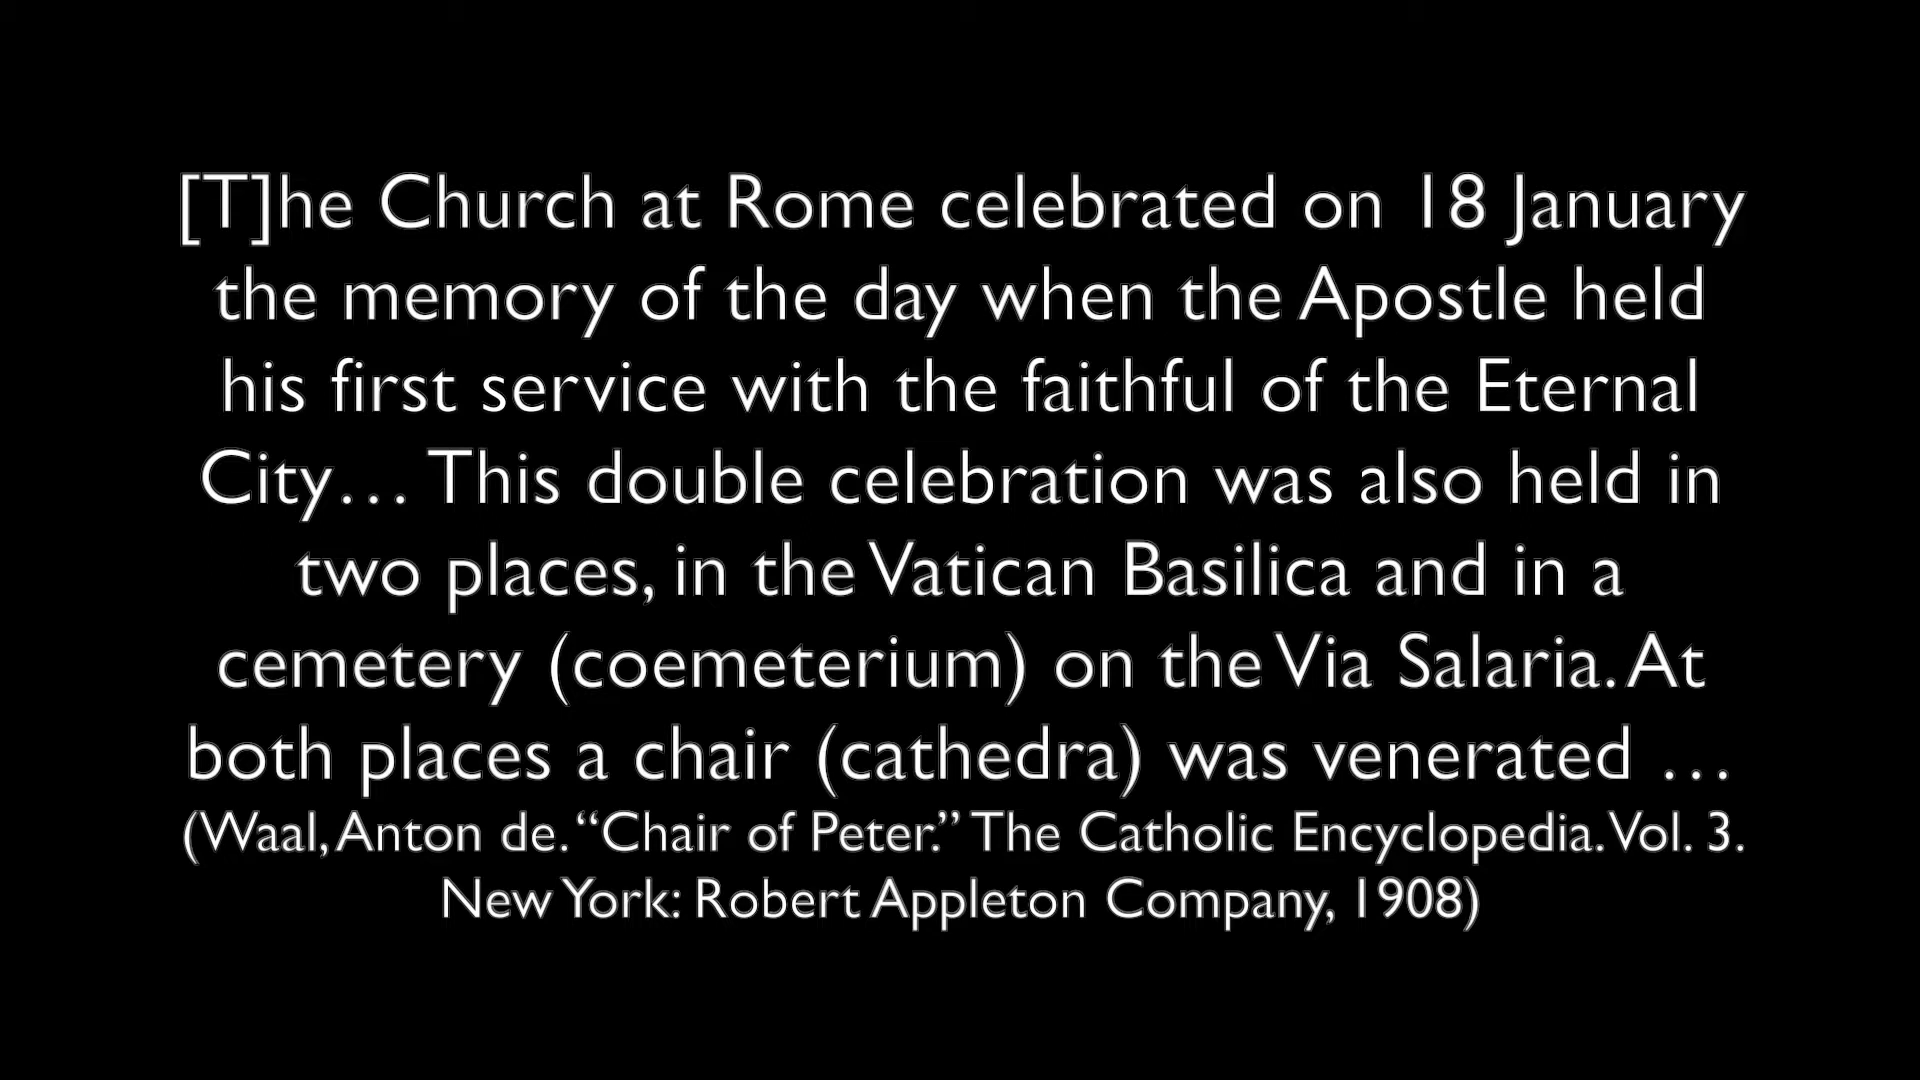 [T]he Church at Rome celebrated on 18 January
the memory of the day when the Apostle held
his first service with the faithful of the Eternal
City… This double celebration was also held in
two places, in the Vatican Basilica and in a
cemetery (coemeterium) on the Via Salaria. At
both places a chair (cathedra) was venerated …
(Waal, Anton de. “Chair of Peter.” The Catholic Encyclopedia. Vol. 3.
New York: Robert Appleton Company, 1908)